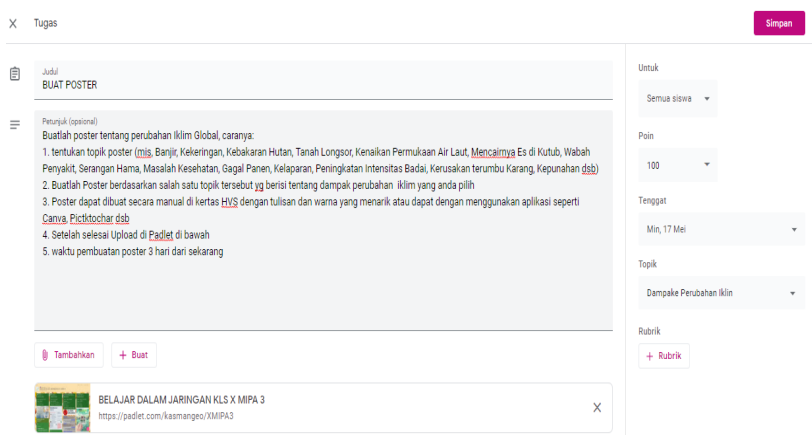 X Tugas
Simpan
Judul
BUAT POSTER
Petunjuk (opsional)
Buatlah poster tentang perubahan Iklim Global, caranya:
1. tentukan topik poster (mis, Banjir, Kekeringan, Kebakaran Hutan, Tanah Longsor, Kenaikan Permukaan Air Laut, Mencairnya Es di Kutub, Wabah
Penyakit, Serangan Hama, Masalah Kesehatan, Gagal Panen, Kelaparan, Peningkatan Intensitas Badai, Kerusakan terumbu Karang, Kepunahan dsb)
2. Buatlah Poster berdasarkan salah satu topik tersebut yg berisi tentang dampak perubahan iklim yang anda pilih
3. Poster dapat dibuat secara manual di kertas HVS dengan tulisan dan warna yang menarik atau dapat dengan menggunakan aplikasi seperti
Canva, Pictktochar dsb
4. Setelah selesai Upload di Padlet di bawah
5. waktu pembuatan poster 3 hari dari sekarang
Tambahkan
+ Buat
BELAJAR DALAM JARINGAN KLS X MIPA 3
https://padlet.com/kasmangeo/XMIPA3
X
Untuk
Semua siswa
Poin
100
Tenggat
Min, 17 Mei
Topik
Dampake Perubahan Iklin
Rubrik
+ Rubrik